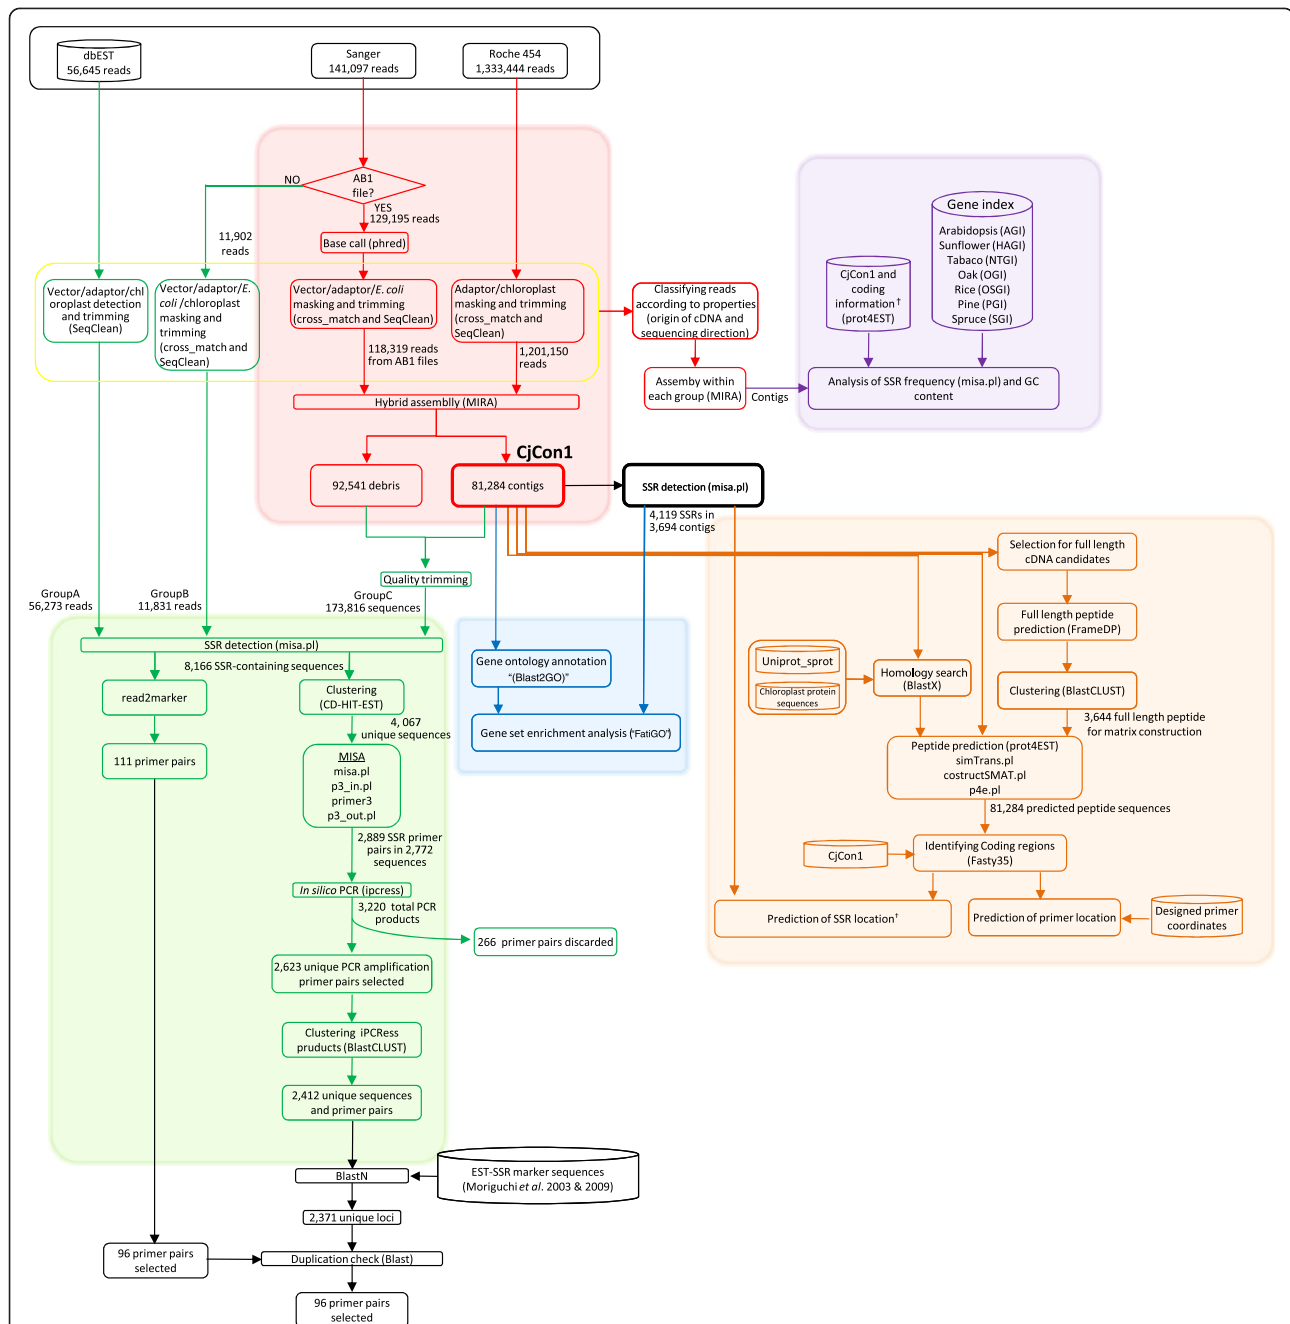 dbEST
56,645 reads
Sanger
141,097 reads
Roche 454
1,333,444 reads
NO
AB1
file?
YES
129,195 reads
11,902
reads
Base call (phred)
Vector/adaptor/chl
oroplast detection
and trimming
(SeqClean)
Vector/adaptor/E.
coli /chloroplast
masking and
trimming
(cross_match and
SeqClean)
Vector/adaptor/E. coli
masking and trimming
(cross_match and SeqClean)
Adaptor/chloroplast
masking and trimming
(cross_match and
SeqClean)
Classifying reads
according to properties
(origin of cDNA and
sequencing direction)
118,319 reads
from AB1 files
1,201,150
reads
Assemby within
each group (MIRA)
Contigs
Gene index
Arabidopsis (AGI)
Sunflower (HAGI)
Tabaco (NTGI)
Oak (OGI)
Rice (OSGI)
Pine (PGI)
Spruce (SGI)
CjCon1 and
coding
information†
(prot4EST)
Analysis of SSR frequency (misa.pl) and GC
content
Hybrid assemblly (MIRA)
CjCon1
92,541 debris
81,284 contigs
SSR detection (misa.pl)
4,119 SSRs in
3,694 contigs
Quality trimming
GroupA
56,273 reads
GroupB
11,831 reads
GroupC
173,816 sequences
SSR detection (misa.pl)
8,166 SSR-containing sequences
read2marker
Clustering
(CD-HIT-EST)
4, 067
unique sequences
111 primer pairs
MISA
misa.pl
p3_in.pl
primer3
p3_out.pl
2,889 SSR primer
pairs in 2,772
sequences
In silico PCR (ipcress)
3,220 total PCR
products
266 primer pairs discarded
2,623 unique PCR amplification
primer pairs selected
Clustering iPCRess
pruducts (BlastCLUST)
2,412 unique sequences
and primer pairs
Gene ontology annotation
"(Blast2GO)"
Gene set enrichment analysis ("FatiGO")
Selection for full length
cDNA candidates
Full length peptide
prediction (FrameDP)
Uniprot_sprot
Chloroplast protein
sequences
Homology search
(BlastX)
Clustering (BlastCLUST)
3,644 full length peptide
for matrix construction
Peptide prediction (prot4EST)
simTrans.pl
costructSMAT.pl
p4e.pl
81,284 predicted peptide sequences
CjCon1
Identifying Coding regions
(Fasty35)
Prediction of SSR location†
Prediction of primer location
Designed primer
coordinates
BlastN
EST-SSR marker sequences
(Moriguchi et al. 2003 & 2009)
2,371 unique loci
96 primer pairs
selected
Duplication check (Blast)
96 primer pairs
selected